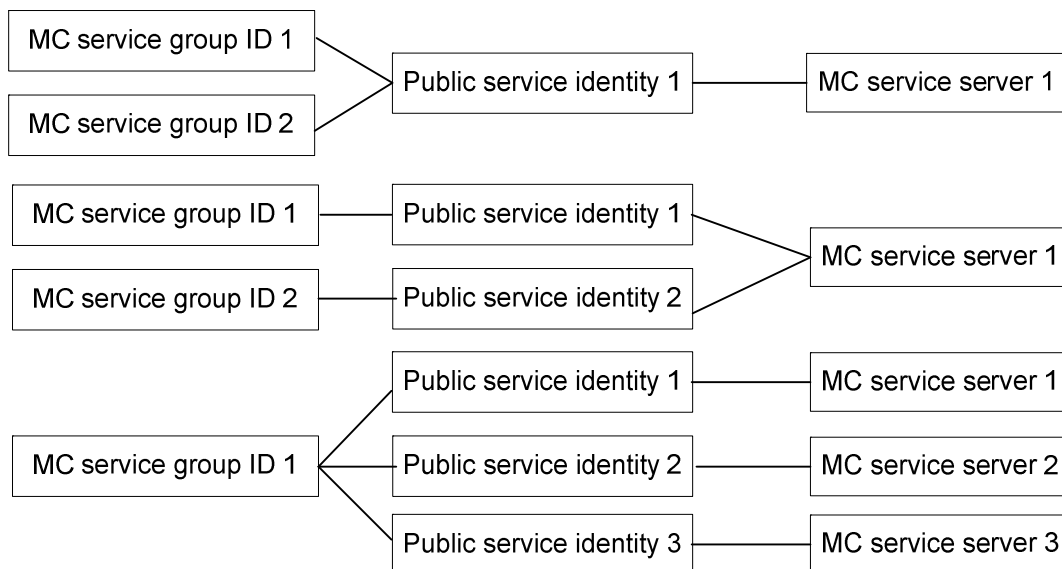 MC service group ID 1
Public service identity 1
MC service server 1
MC service group ID 2
MC service group ID 1
Public service identity 1
MC service server 1
MC service group ID 2
Public service identity 2
Public service identity 1
MC service server 1
MC service group ID 1
Public service identity 2
MC service server 2
Public service identity 3
MC service server 3